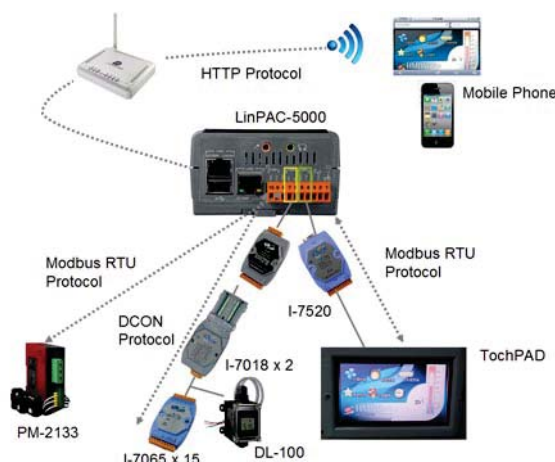 HTTP Protocol
Mobile Phone
LinPAC-5000
Modbus RTU
Protocol
Modbus RTU
Protocol
I-7520
DCON
Protocol
I-7018 x 2
TochPAD
PM-2133
DL-100
I-7065 x 15